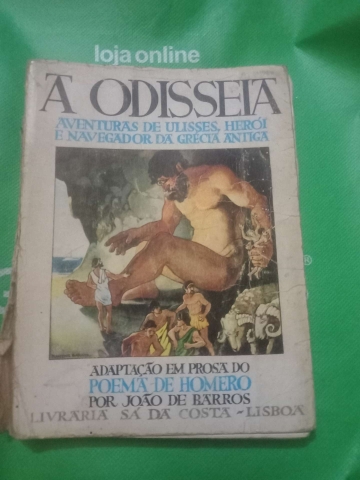 loja online
A ODISSEIA
AVENTURAS DE ULISSES, HERÓI
E NAVEGADOR DA GRÉCIA ANTIGA
ADAPTAÇÃO EM PROSA DO
POEMA DE HOMERO
POR JOÃO DE BARROS
LIVRARIA SÁ DA COSTA - LISBOA